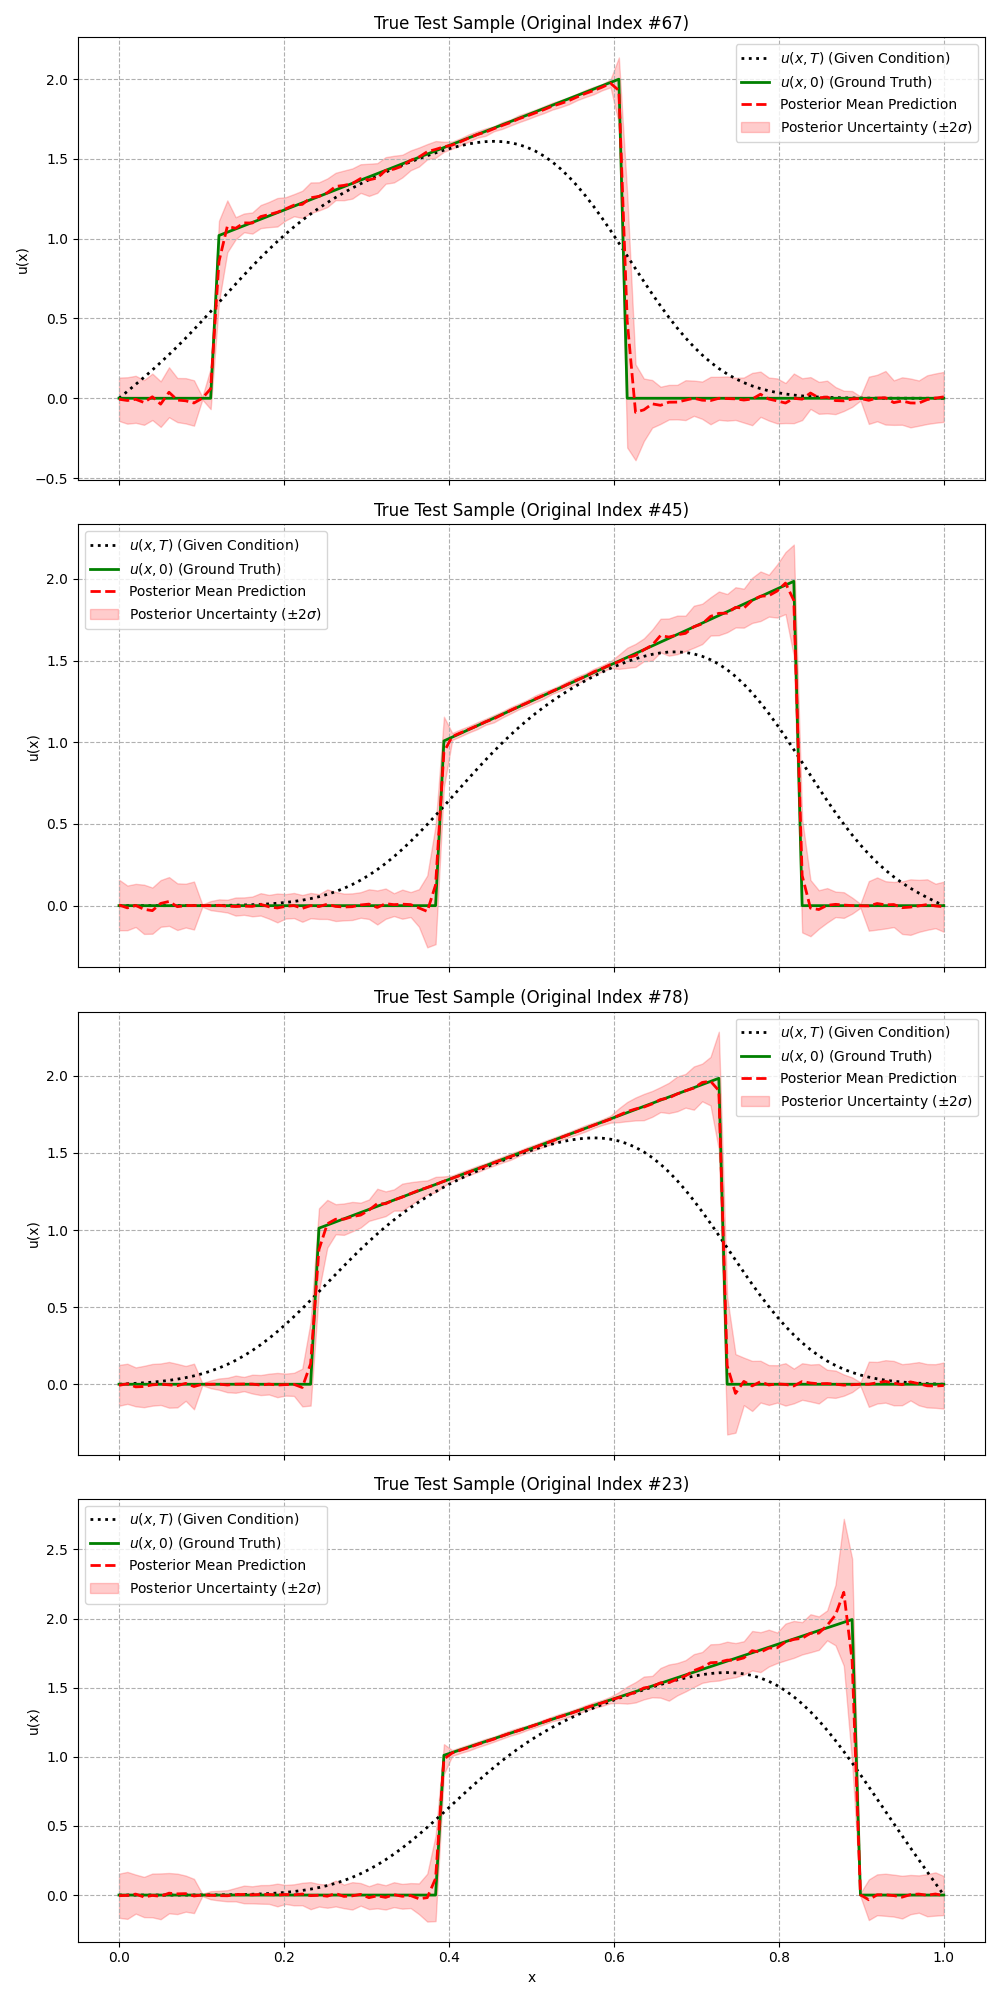 True Test Sample (Original Index #67)
u(x)
2.0
1.5
1.0
0.5
0.0
−0.5
u(x, T) (Given Condition)
u(x, 0) (Ground Truth)
Posterior Mean Prediction
Posterior Uncertainty (±2σ)
True Test Sample (Original Index #45)
u(x)
2.0
1.5
1.0
0.5
0.0
u(x, T) (Given Condition)
u(x, 0) (Ground Truth)
Posterior Mean Prediction
Posterior Uncertainty (±2σ)
True Test Sample (Original Index #78)
u(x)
2.0
1.5
1.0
0.5
0.0
u(x, T) (Given Condition)
u(x, 0) (Ground Truth)
Posterior Mean Prediction
Posterior Uncertainty (±2σ)
True Test Sample (Original Index #23)
u(x)
2.5
2.0
1.5
1.0
0.5
0.0
u(x, T) (Given Condition)
u(x, 0) (Ground Truth)
Posterior Mean Prediction
Posterior Uncertainty (±2σ)
0.0 0.2 0.4 0.6 0.8 1.0
x